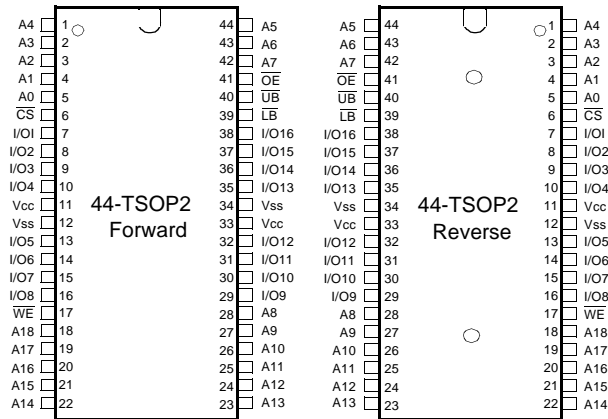 A4 1 44 A5 A5 44 1 A4
A3 2 43 A6 A6 43 2 A3
A2 3 42 A7 A7 42 3 A2
A1 4 41 OE OE 41 4 A1
A0 5 40 UB UB 40 5 A0
CS 6 39 LB LB 39 6 CS
I/OI 7 38 I/O16 I/O16 38 7 I/OI
I/O2 8 37 I/O15 I/O15 37 8 I/O2
I/O3 9 36 I/O14 I/O14 36 9 I/O3
I/O4 10 35 I/O13 I/O13 35 10 I/O4
Vcc 11 44-TSOP2 34 Vss Vss 34 44-TSOP2 11 Vcc
Vss 12 Forward 33 Vcc Vcc 33 Reverse 12 Vss
I/O5 13 32 I/O12 I/O12 32 13 I/O5
I/O6 14 31 I/O11 I/O11 31 14 I/O6
I/O7 15 30 I/O10 I/O10 30 15 I/O7
I/O8 16 29 I/O9 I/O9 29 16 I/O8
WE 17 28 A8 A8 28 17 WE
A18 18 27 A9 A9 27 18 A18
A17 19 26 A10 A10 26 19 A17
A16 20 25 A11 A11 25 20 A16
A15 21 24 A12 A12 24 21 A15
A14 22 23 A13 A13 23 22 A14